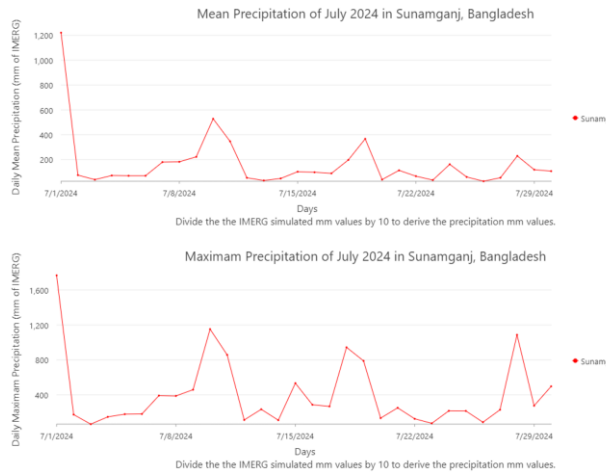 Mean Precipitation of July 2024 in Sunamganj, Bangladesh
Daily Mean Precipitation (mm of IMERG)
1,200
1,000
800
600
400
200
7/1/2024
7/8/2024
7/15/2024
7/22/2024
7/29/2024
Days
Sunam
Divide the the IMERG simulated mm values by 10 to derive the precipitation mm values.
Maximam Precipitation of July 2024 in Sunamganj, Bangladesh
Daily Maximam Precipitation (mm of IMERG)
1,600
1,200
800
400
7/1/2024
7/8/2024
7/15/2024
7/22/2024
7/29/2024
Days
Sunam
Divide the IMERG simulated mm values by 10 to derive the precipitation mm values.